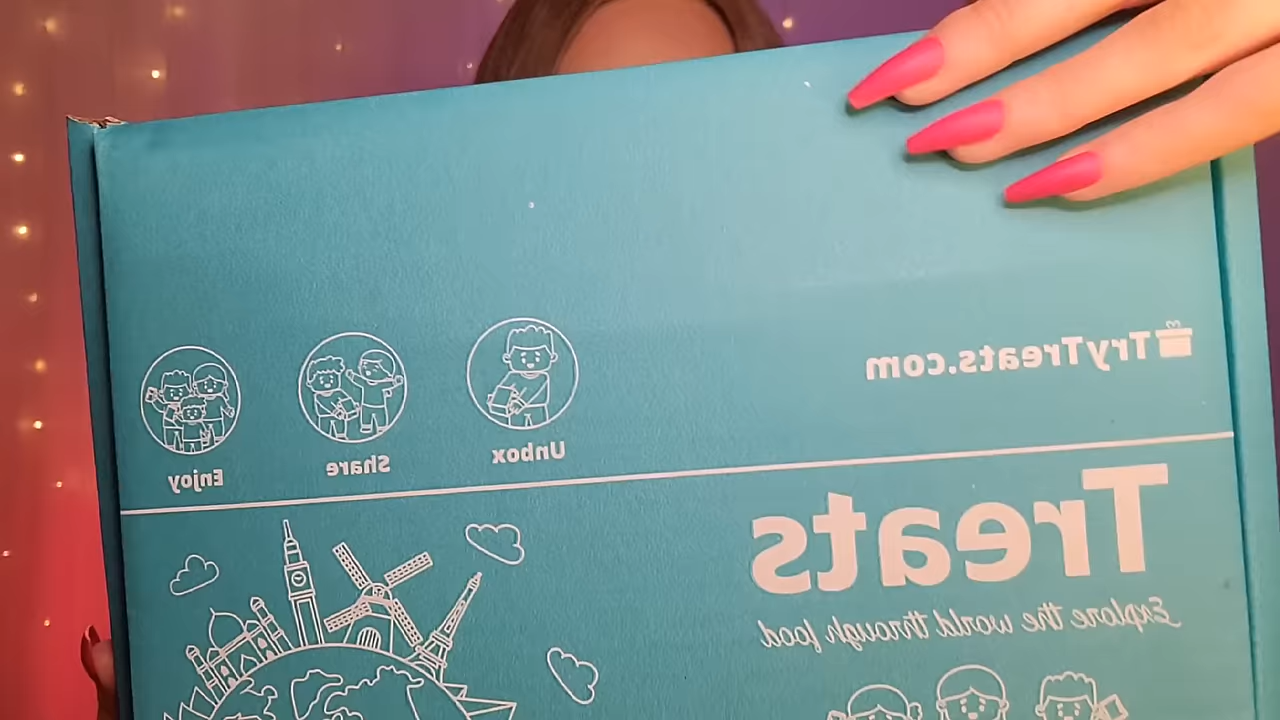 TryTreats.com
Unbox
Share
Enjoy
Treats
Explore the world through food